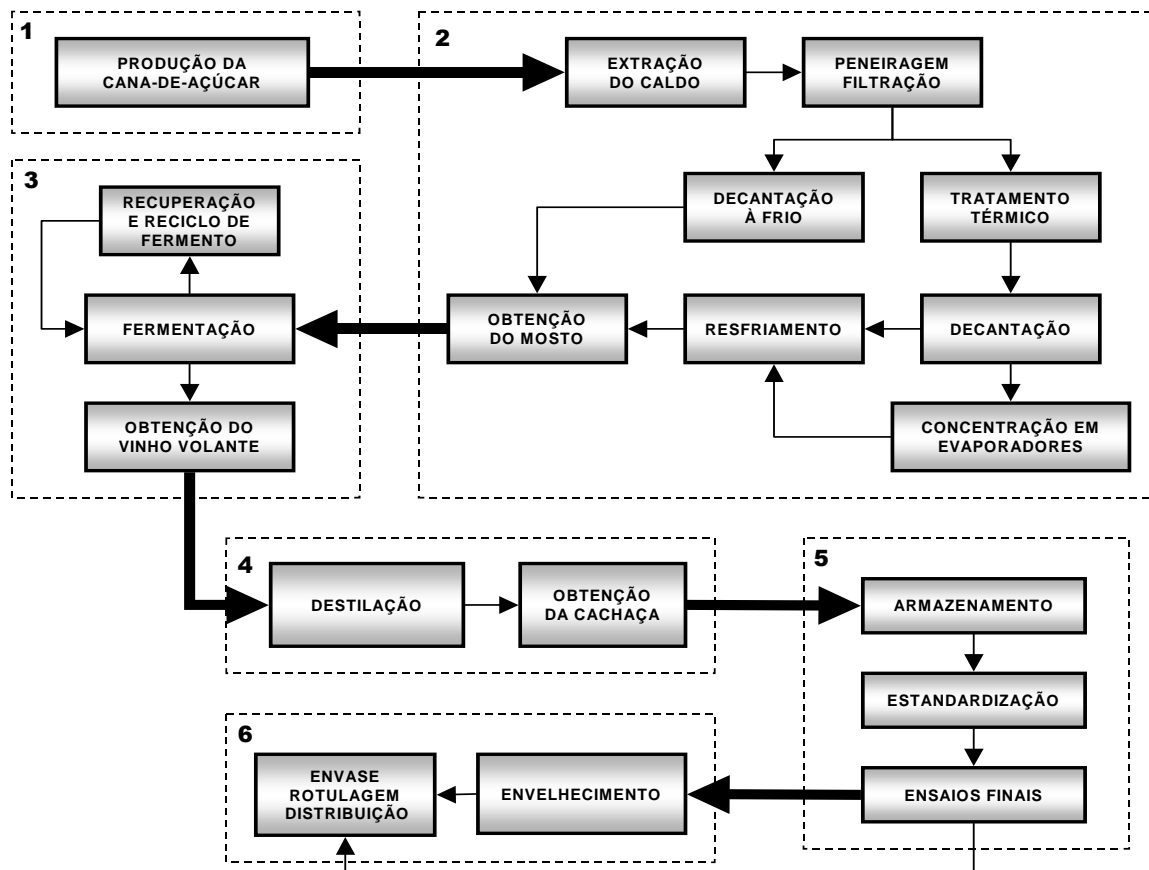 1
PRODUÇÃO DA
CANA-DE-AÇÚCAR
2
EXTRAÇÃO
DO CALDO
PENEIRAGEM
FILTRAÇÃO
DECANTAÇÃO
À FRIO
TRATAMENTO
TÉRMICO
OBTENÇÃO
DO MOSTO
RESFRIAMENTO
DECANTAÇÃO
CONCENTRAÇÃO EM
EVAPORADORES
3
RECUPERAÇÃO
E RECICLO DE
FERMENTO
FERMENTAÇÃO
OBTENÇÃO DO
VINHO VOLANTE
4
DESTILAÇÃO
OBTENÇÃO
DA CACHAÇA
5
ARMAZENAMENTO
ESTANDARDIZAÇÃO
ENSAIOS FINAIS
6
ENVASE
ROTULAGEM
DISTRIBUIÇÃO
ENVELHECIMENTO